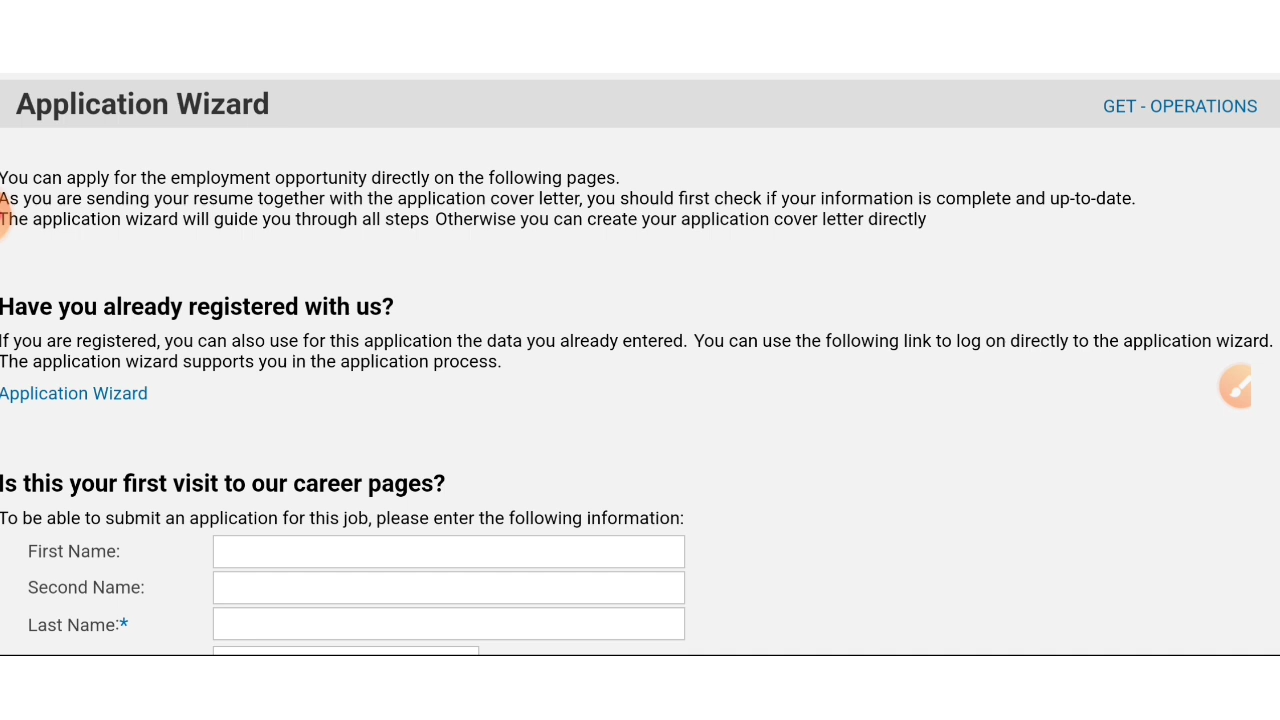 Application Wizard
GET - OPERATIONS
You can apply for the employment opportunity directly on the following pages.
As you are sending your resume together with the application cover letter, you should first check if your information is complete and up-to-date.
The application wizard will guide you through all steps Otherwise you can create your application cover letter directly
Have you already registered with us?
If you are registered, you can also use for this application the data you already entered. You can use the following link to log on directly to the application wizard.
The application wizard supports you in the application process.
Application Wizard
Is this your first visit to our career pages?
To be able to submit an application for this job, please enter the following information:
First Name:
Second Name:
Last Name:*